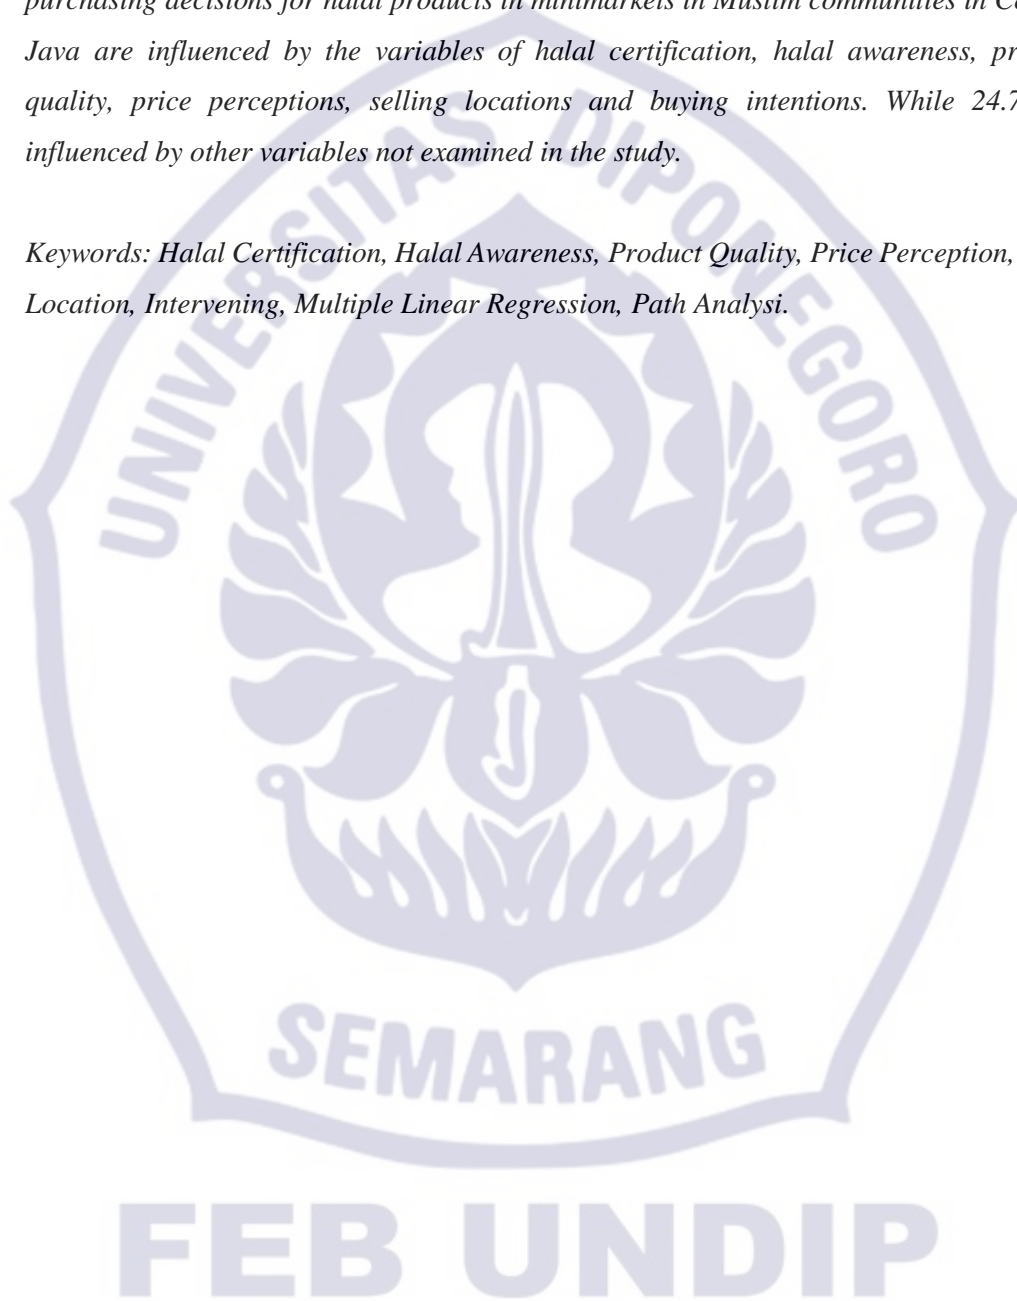 purchasing decisions for halal products in minimarkets in Muslim communities in
Java are influenced by the variables of halal certification, halal awareness,
quality, price perceptions, selling locations and buying intentions. While 24.7
influenced by other variables not examined in the study.
Keywords: Halal Certification, Halal Awareness, Product Quality, Price Perception,
Location, Intervening, Multiple Linear Regression, Path Analysi.
UNIVERSITAS DIPONEGORO
SEMARANG
FEB UNDIP